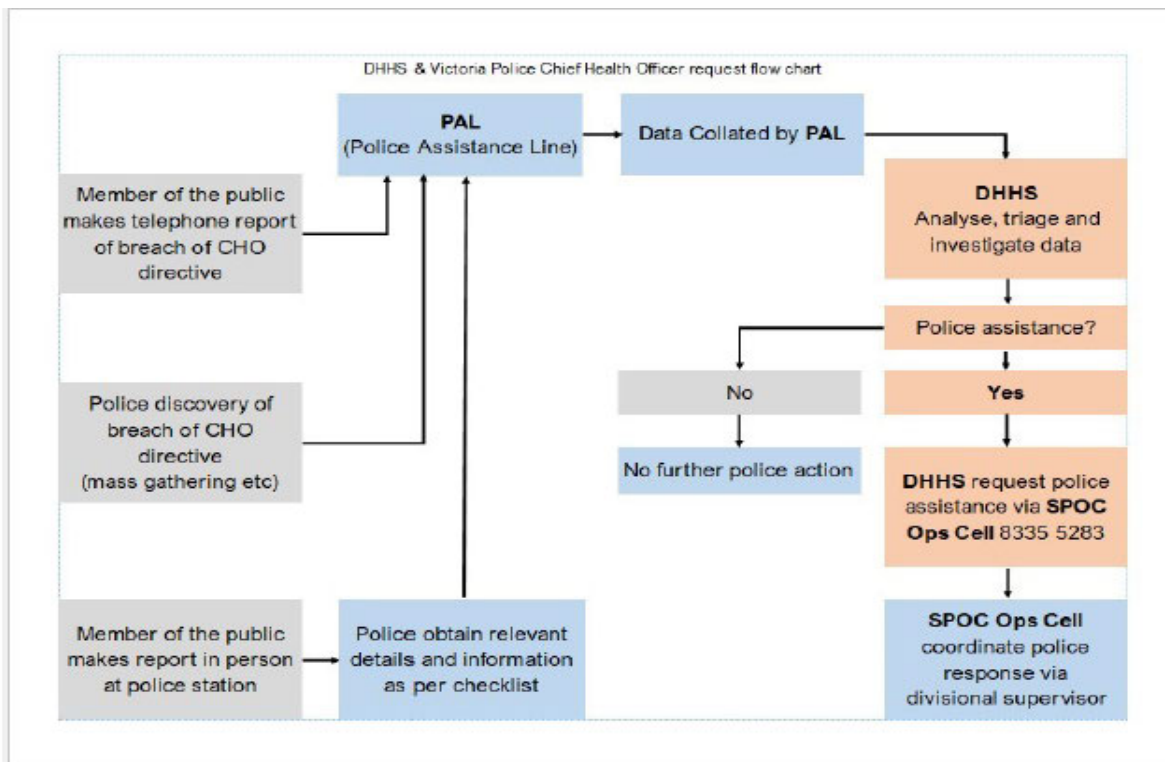 DHHS & Victoria Police Chief Health Officer request flow chart
PAL
(Police Assistance Line)
Data Collated by PAL
Member of the public
makes telephone report
of breach of CHO
directive
DHHS
Analyse, triage and
investigate data
Police assistance?
No
Yes
Police discovery of
breach of CHO
directive
(mass gathering etc)
No further police action
DHHS request police
assistance via SPOC
Ops Cell 8335 5283
Member of the public
makes report in person
at police station
Police obtain relevant
details and information
as per checklist
SPOC Ops Cell
coordinate police
response via
divisional supervisor